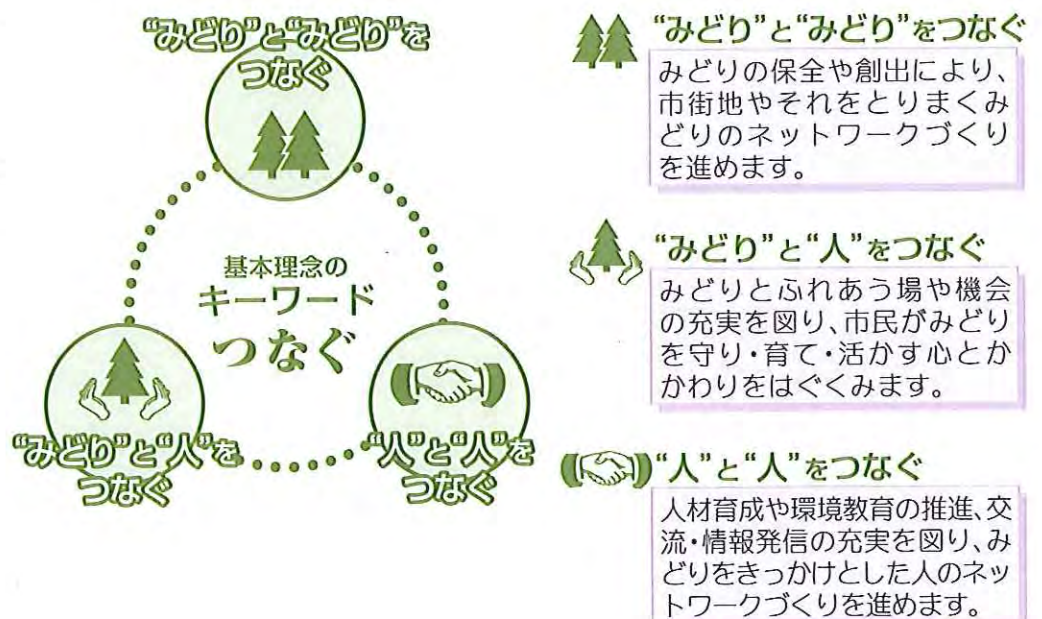 “みどり”と“みどり”を
つなぐ
基本理念の
キーワード
つなぐ
“みどり”と“人”を
つなぐ
“人”と“人”を
つなぐ
“みどり”と“みどり”をつなぐ
みどりの保全や創出により、
市街地やそれをとりまくみ
どりのネットワークづくり
を進めます。
“みどり”と“人”をつなぐ
みどりとふれあう場や機会
の充実を図り、市民がみどり
を守り・育て・活かす心とか
かわりをはぐくみます。
“人”と“人”をつなぐ
人材育成や環境教育の推進、交
流・情報発信の充実を図り、み
どりをきっかけとした人のネッ
トワークづくりを進めます。